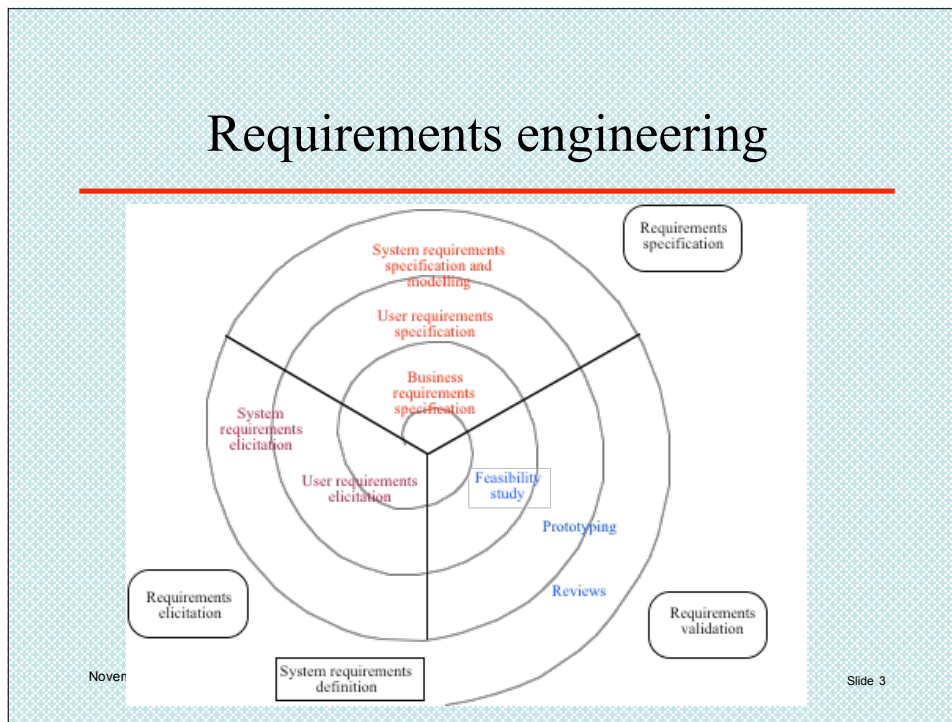 Requirements engineering
Requirements
specification
System requirements
specification and
modelling
User requirements
specification
Business
requirements
specification
System
requirements
elicitation
User requirements
elicitation
Feasibility
study
Prototyping
Reviews
Requirements
elicitation
Requirements
validation
System requirements
definition
Slide 3